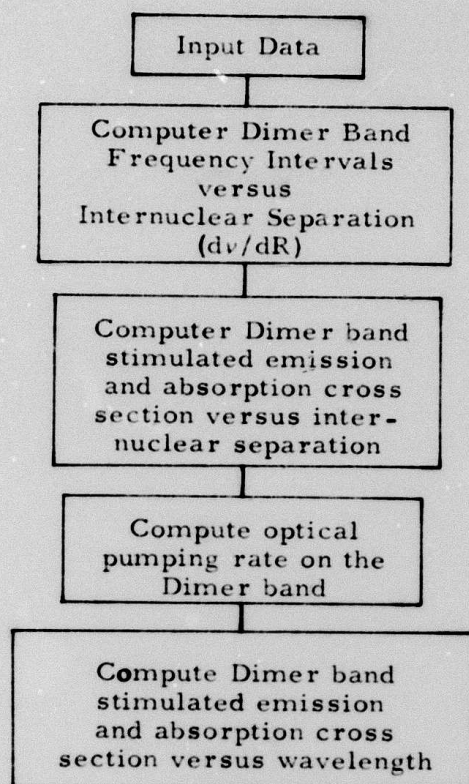 Input Data
Computer Dimer Band
Frequency Intervals
versus
Internuclear Separation
(dν/dR)
Computer Dimer band
stimulated emission
and absorption cross
section versus inter-
nuclear separation
Compute optical
pumping rate on the
Dimer band
Compute Dimer band
stimulated emission
and absorption cross
section versus wavelength